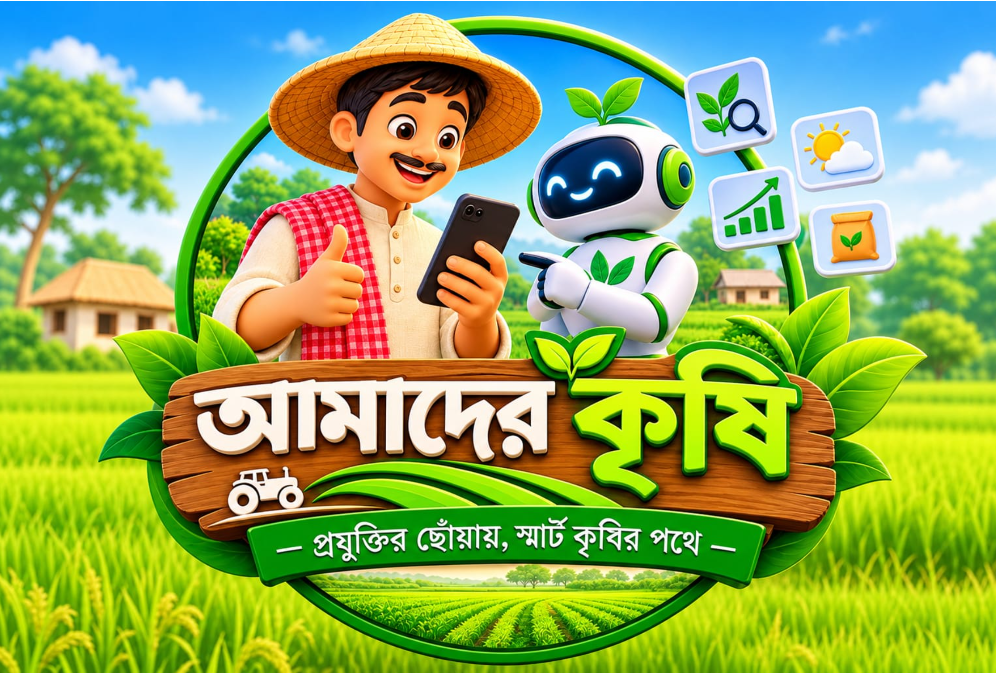 আমাদের কৃষি
– প্রযুক্তির ছোঁয়ায়, স্মার্ট কৃষির পথে –